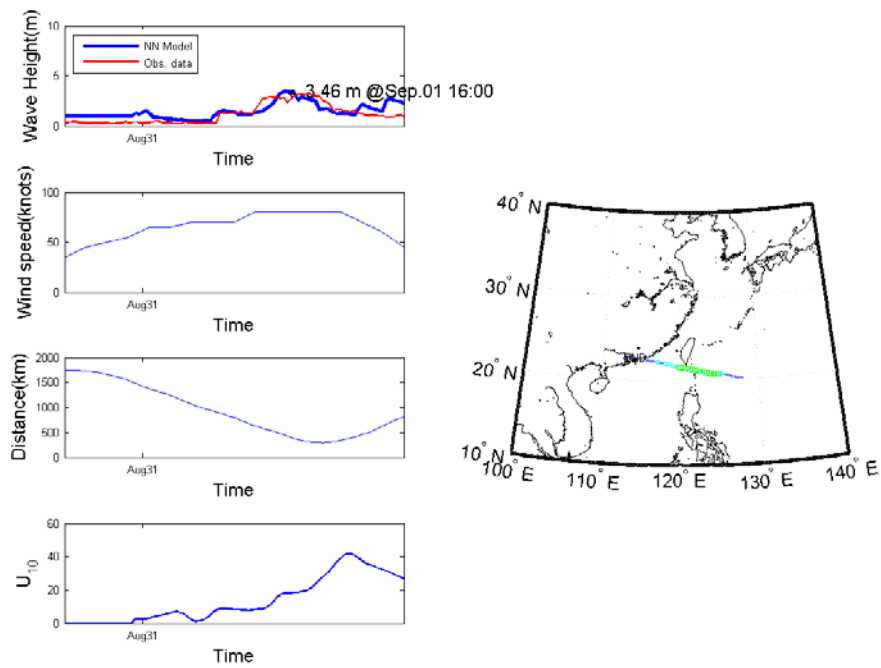 10
5
0
Wave Height(m)
NN Model
Obs. data
3.46 m @Sep.01 16:00
Aug31
Time
100
50
0
Wind speed(knots)
Aug31
Time
2000
1500
1000
500
0
Distance(km)
Aug31
Time
60
40
20
0
U10
Aug31
Time
40° N
30° N
20° N
10° N
100° E
110° E
120° E
130° E
140° E